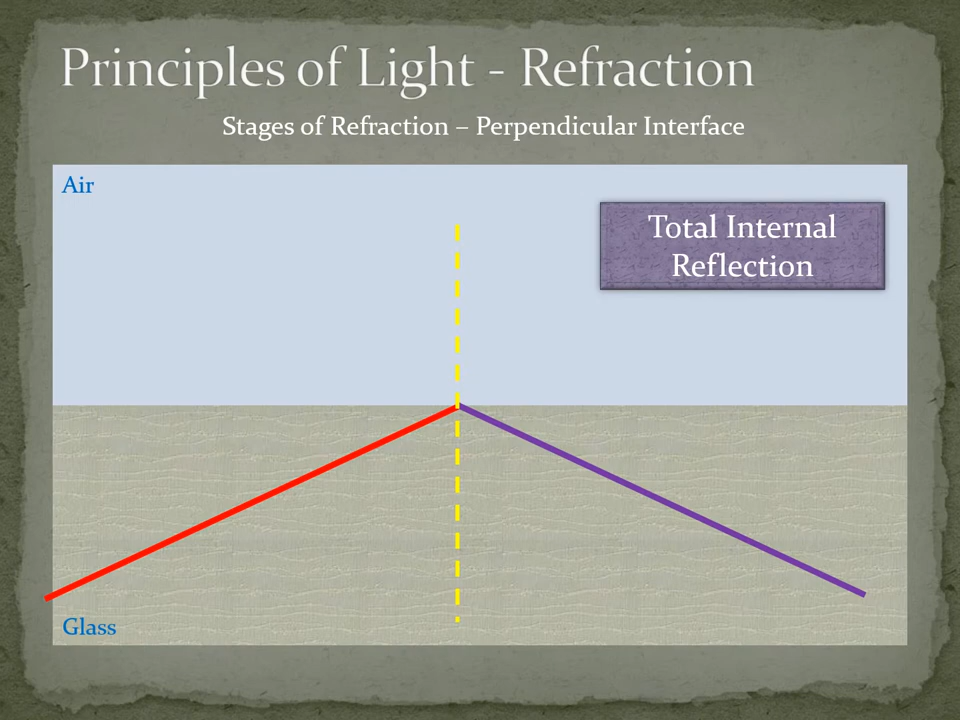 Principles of Light - Refraction
Stages of Refraction – Perpendicular Interface
Air
Total Internal
Reflection
Glass